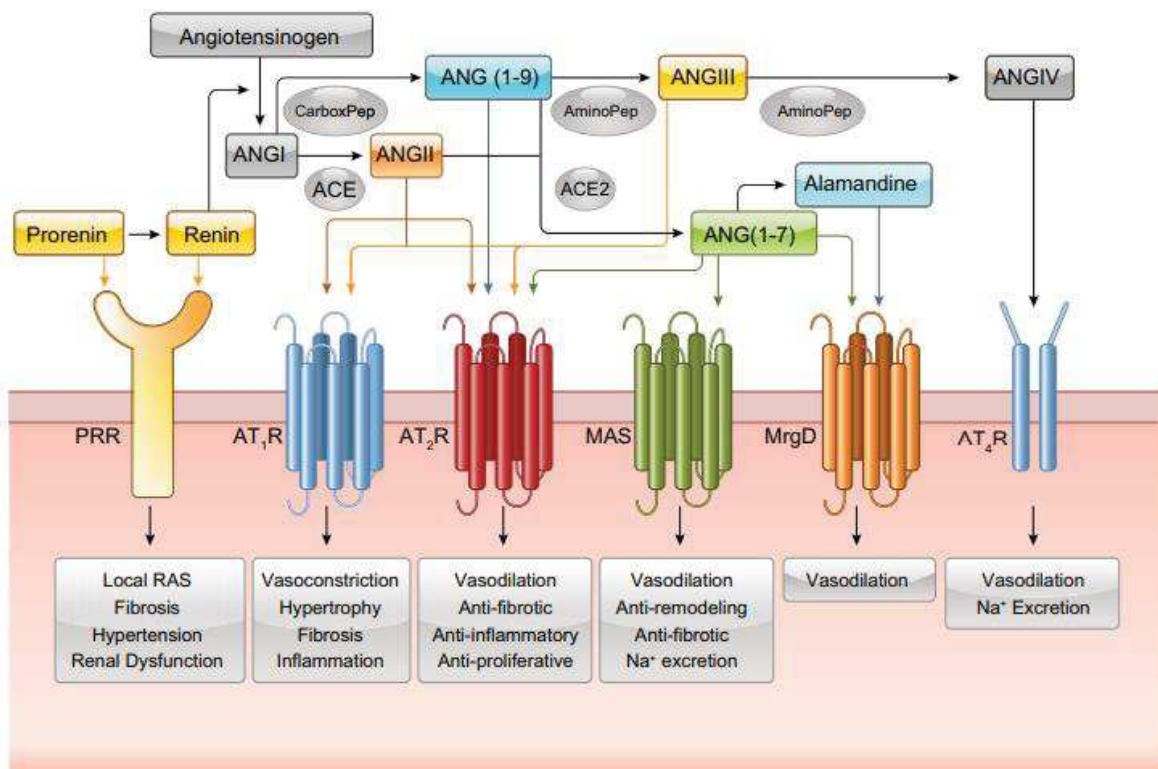 Angiotensinogen
ANG (1-9)
ANGIII
ANGIV
CarboxPep
AminoPep
AminoPep
ANGI
ANGII
ACE
ACE2
Alamandine
Prorenin
Renin
ANG(1-7)
PRR
AT1R
AT2R
MAS
MrgD
ΛT4R
Local RAS
Fibrosis
Hypertension
Renal Dysfunction
Vasoconstriction
Hypertrophy
Fibrosis
Inflammation
Vasodilation
Anti-fibrotic
Anti-inflammatory
Anti-proliferative
Vasodilation
Anti-remodeling
Anti-fibrotic
Na+ excretion
Vasodilation
Vasodilation
Na+ Excretion